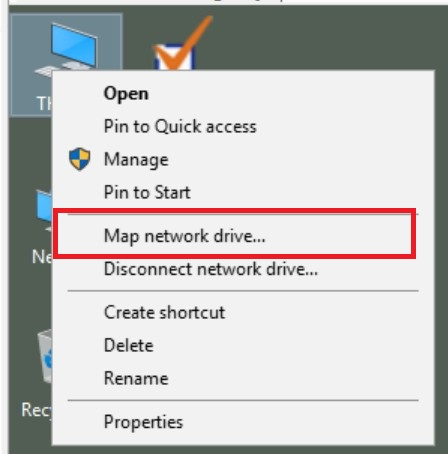 Open
Pin to Quick access
Manage
Pin to Start
Map network drive...
Disconnect network drive...
Create shortcut
Delete
Rename
Properties